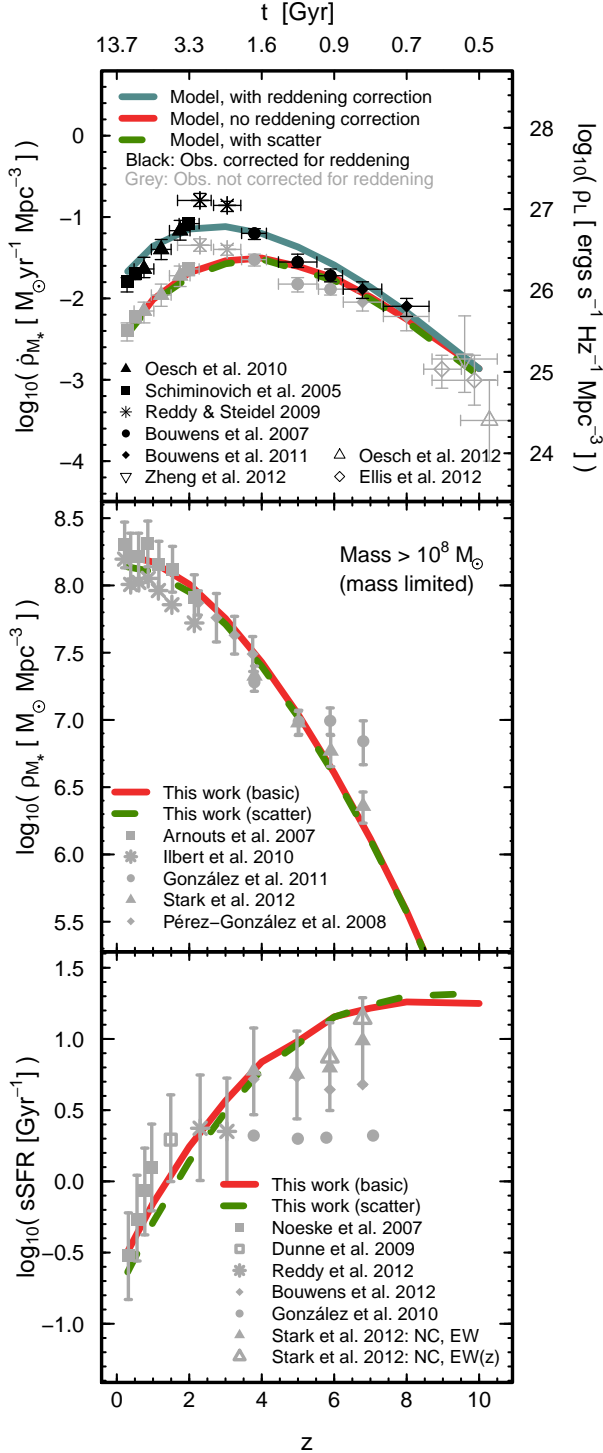 t [Gyr]
13.7 3.3 1.6 0.9 0.7 0.5
Model, with reddening correction
Model, no reddening correction
Model, with scatter
Black: Obs. corrected for reddening
Grey: Obs. not corrected for reddening
0
−1
−2
−3
−4
log10( ρ̇M* [ M⊙yr−1 Mpc−3 ] )
28
27
26
25
24
log10( ρL [ ergs s−1 Hz−1 Mpc−3 ] )
Oesch et al. 2010
Schiminovich et al. 2005
Reddy & Steidel 2009
Bouwens et al. 2007
Bouwens et al. 2011 Oesch et al. 2012
Zheng et al. 2012 Ellis et al. 2012
8.5
8.0
7.5
7.0
6.5
6.0
5.5
log10( ρM* [ M⊙ Mpc−3 ] )
Mass > 10^8 M⊙
(mass limited)
This work (basic)
This work (scatter)
Arnouts et al. 2007
Ilbert et al. 2010
González et al. 2011
Stark et al. 2012
Pérez−González et al. 2008
1.5
1.0
0.5
0.0
−0.5
−1.0
log10( sSFR [Gyr−1] )
This work (basic)
This work (scatter)
Noeske et al. 2007
Dunne et al. 2009
Reddy et al. 2012
Bouwens et al. 2012
González et al. 2010
Stark et al. 2012: NC, EW
Stark et al. 2012: NC, EW(z)
0 2 4 6 8 10
z